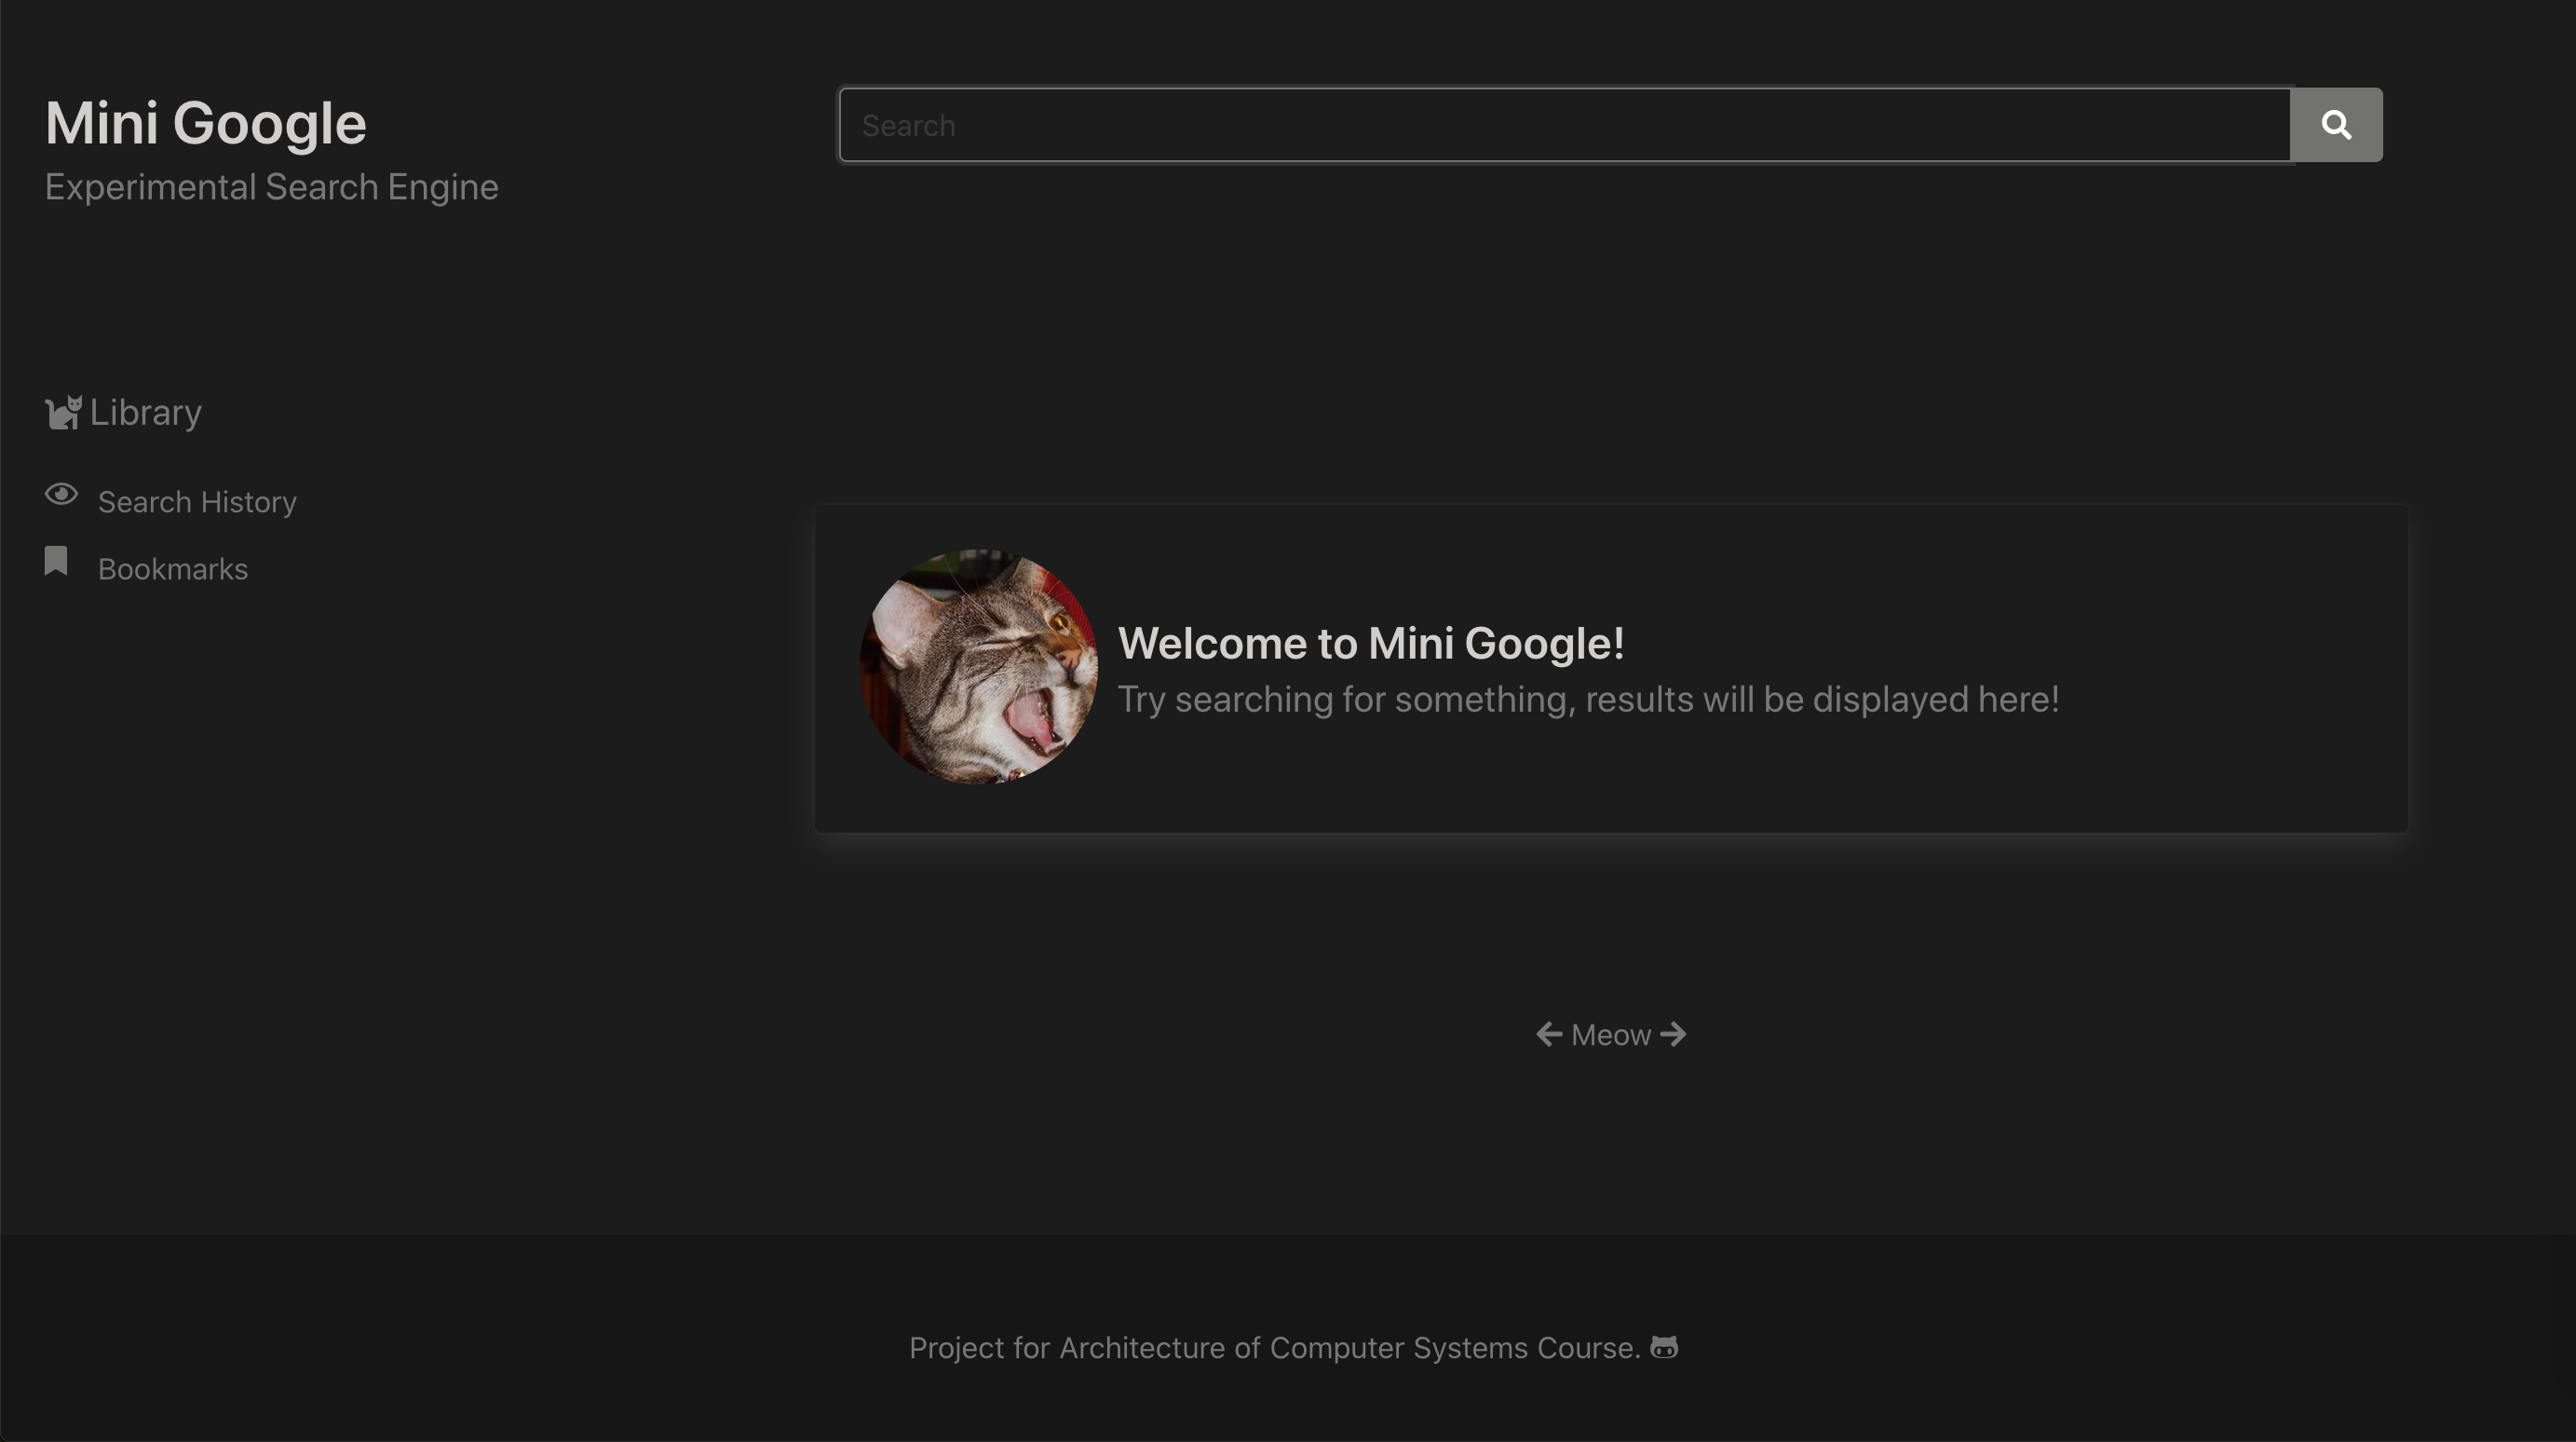 Mini Google
Experimental Search Engine
Search
Library
Search History
Bookmarks
Welcome to Mini Google!
Try searching for something, results will be displayed here!
Meow
Project for Architecture of Computer Systems Course.